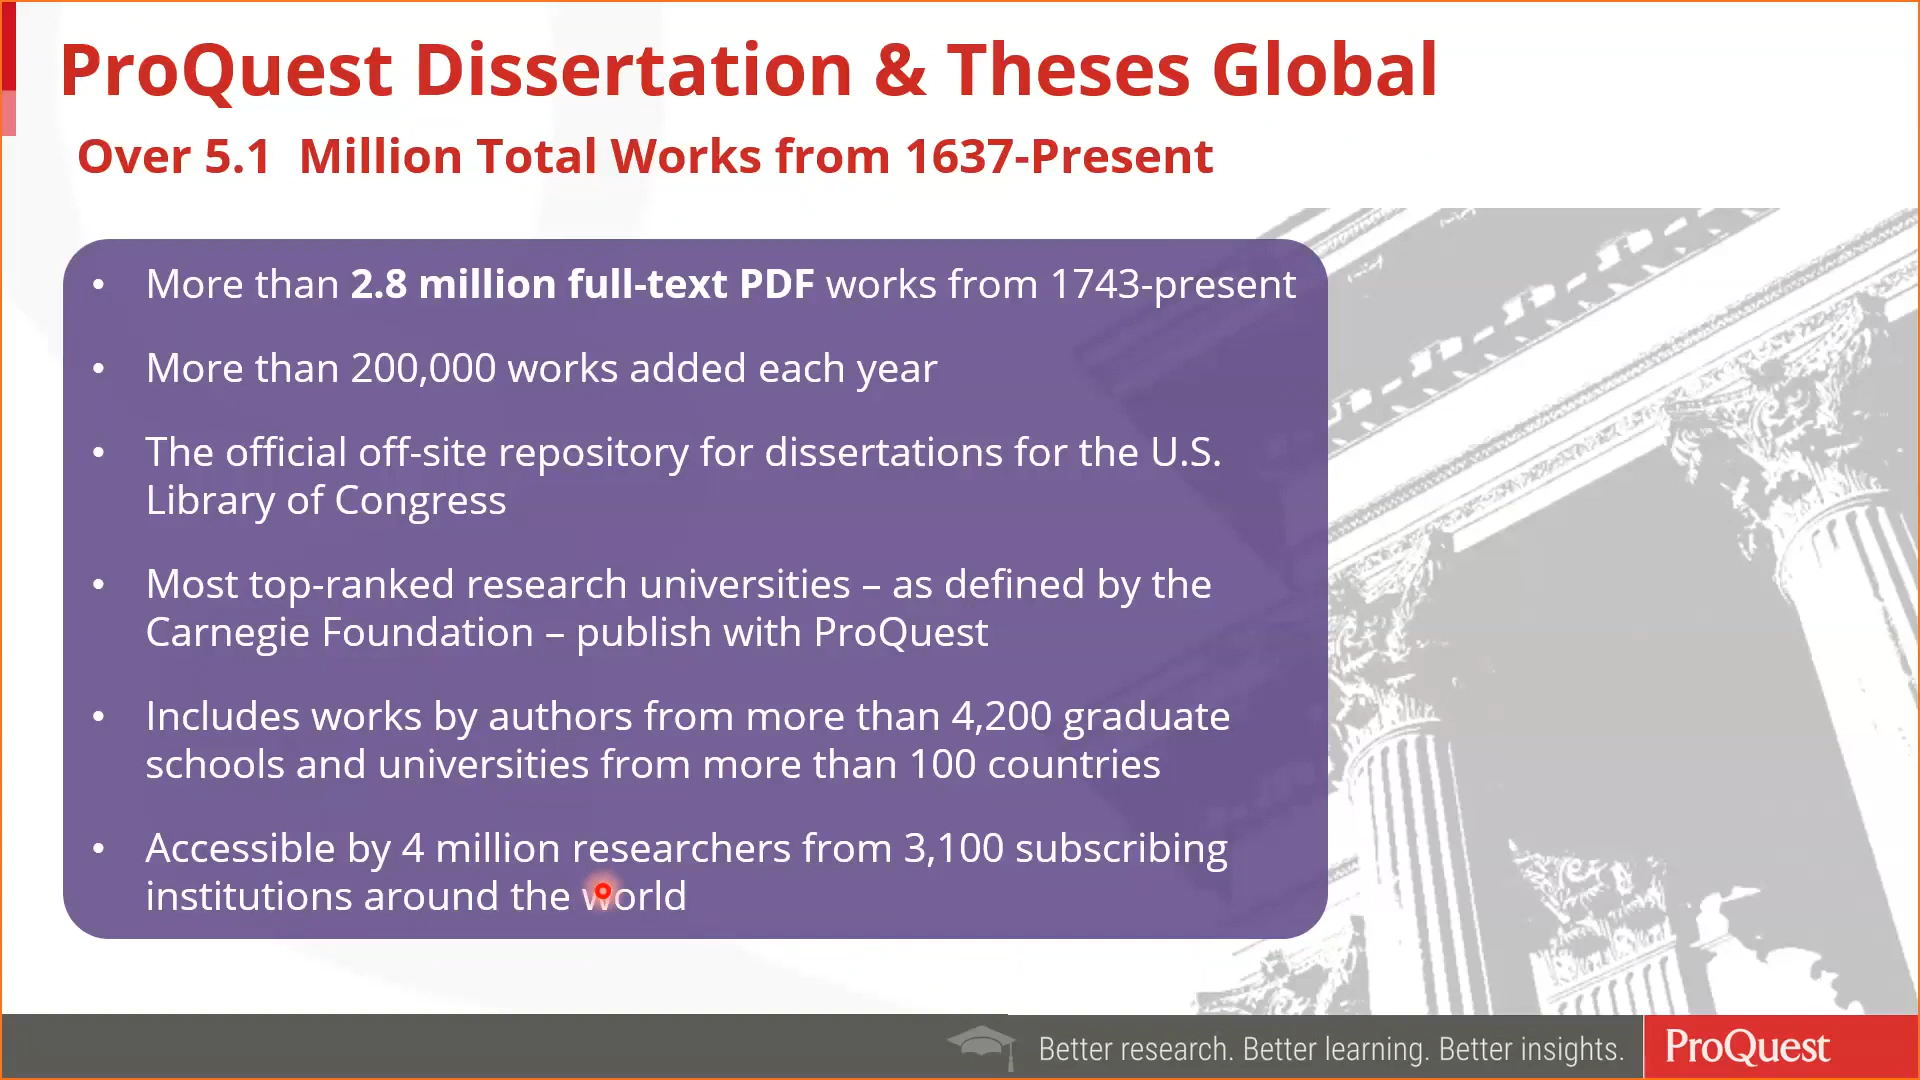 ProQuest Dissertation & Theses Global
Over 5.1  Million Total Works from 1637-Present
• More than 2.8 million full-text PDF works from 1743-present
• More than 200,000 works added each year
• The official off-site repository for dissertations for the U.S.
Library of Congress
• Most top-ranked research universities – as defined by the
Carnegie Foundation – publish with ProQuest
• Includes works by authors from more than 4,200 graduate
schools and universities from more than 100 countries
• Accessible by 4 million researchers from 3,100 subscribing
institutions around the world
Better research. Better learning. Better insights.
ProQuest